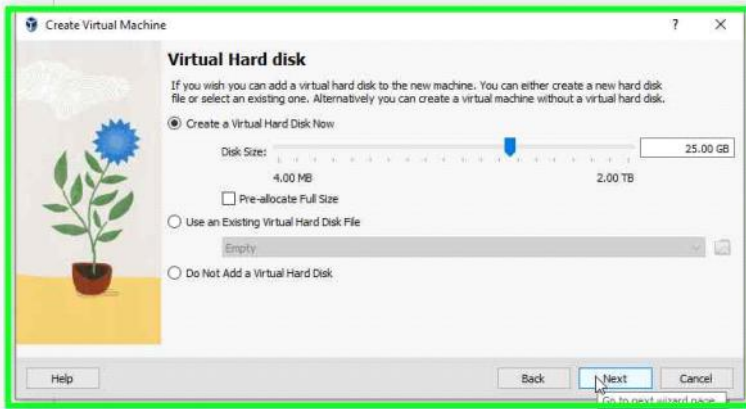 Create Virtual Machine
Virtual Hard disk
If you wish you can add a virtual hard disk to the new machine. You can either create a new hard disk
file or select an existing one. Alternatively you can create a virtual machine without a virtual hard disk.
Create a Virtual Hard Disk Now
Disk Size:
25.00 GB
4.00 MB
2.00 TB
Pre-allocate Full Size
Use an Existing Virtual Hard Disk File
Empty
Do Not Add a Virtual Hard Disk
Help
Back
Next
Cancel
Go to next wizard page